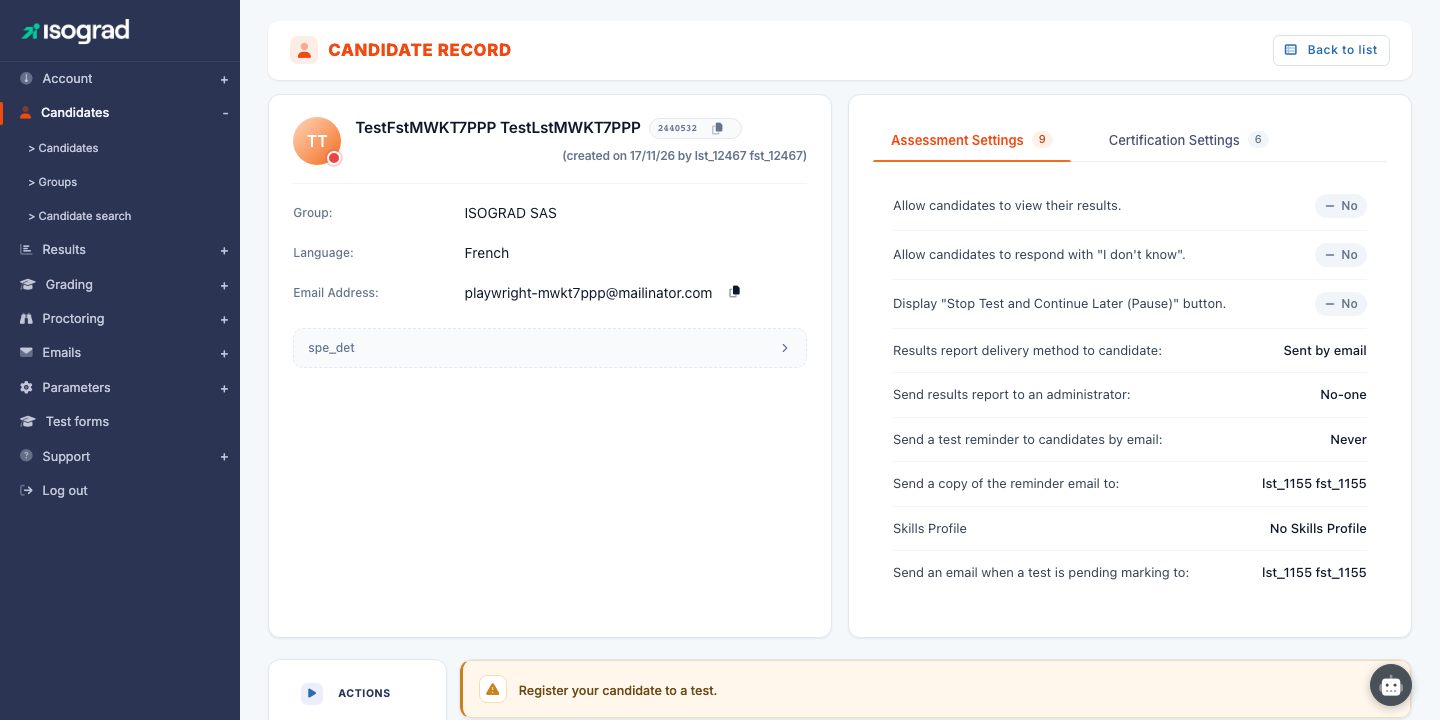 isograd
Account +
Candidates -
> Candidates
> Groups
> Candidate search
Results +
Grading +
Proctoring +
Emails +
Parameters +
Test forms
Support +
Log out
CANDIDATE RECORD
Back to list
TT
TestFstMWKT7PPP TestLstMWKT7PPP 2440532
(created on 17/11/26 by lst_12467 fst_12467)
Group: ISOGRAD SAS
Language: French
Email Address: playwright-mwkt7ppp@mailinator.com
spe_det
Assessment Settings 9 Certification Settings 6
Allow candidates to view their results. – No
Allow candidates to respond with "I don't know". – No
Display "Stop Test and Continue Later (Pause)" button. – No
Results report delivery method to candidate: Sent by email
Send results report to an administrator: No-one
Send a test reminder to candidates by email: Never
Send a copy of the reminder email to: lst_1155 fst_1155
Skills Profile No Skills Profile
Send an email when a test is pending marking to: lst_1155 fst_1155
ACTIONS
Register your candidate to a test.